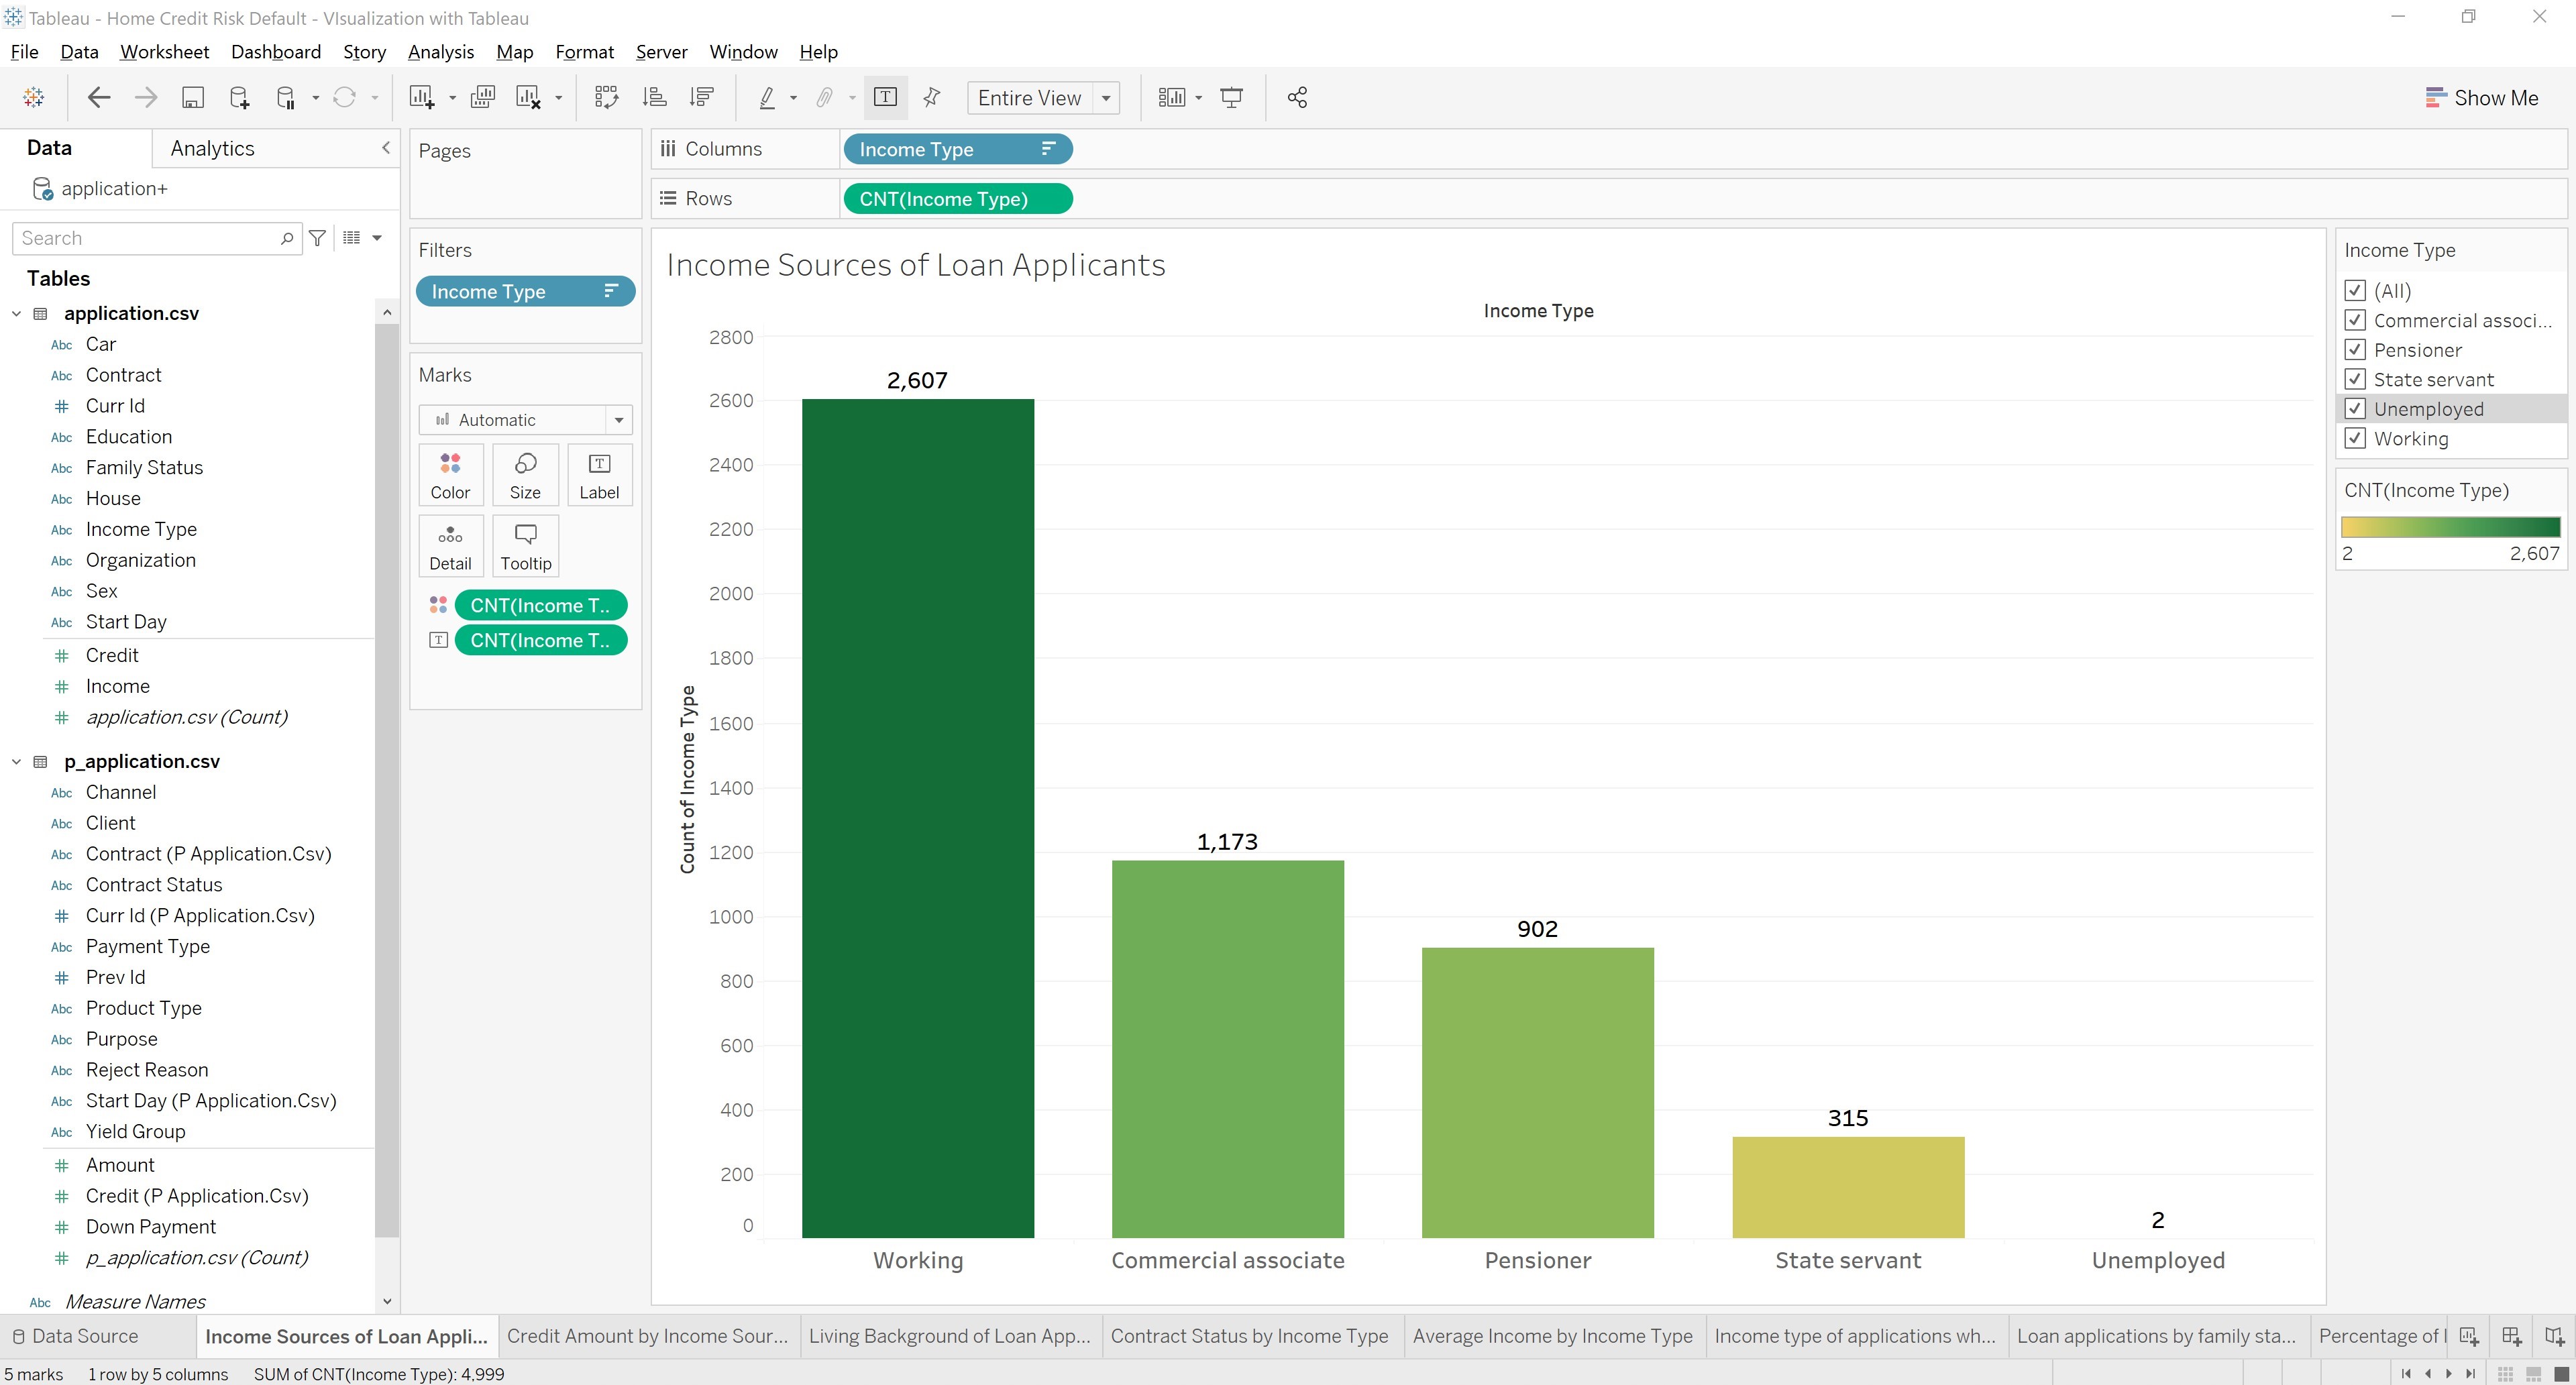 Tableau - Home Credit Risk Default - VIsualization with Tableau
File Data Worksheet Dashboard Story Analysis Map Format Server Window Help
Entire View
Show Me
Data Analytics
application+
Search
Tables
application.csv
Abc Car
Abc Contract
# Curr Id
Abc Education
Abc Family Status
Abc House
Abc Income Type
Abc Organization
Abc Sex
Abc Start Day
# Credit
# Income
# application.csv (Count)
p_application.csv
Abc Channel
Abc Client
Abc Contract (P Application.Csv)
Abc Contract Status
# Curr Id (P Application.Csv)
Abc Payment Type
# Prev Id
Abc Product Type
Abc Purpose
Abc Reject Reason
Abc Start Day (P Application.Csv)
Abc Yield Group
# Amount
# Credit (P Application.Csv)
# Down Payment
# p_application.csv (Count)
Abc Measure Names
Pages
Filters
Income Type
Marks
Automatic
Color Size Label
Detail Tooltip
CNT(Income T..
T CNT(Income T..
Columns Income Type
Rows CNT(Income Type)
Income Sources of Loan Applicants
Income Type
Count of Income Type
2800
2600
2400
2200
2000
1800
1600
1400
1200
1000
800
600
400
200
0
2,607
1,173
902
315
2
Working Commercial associate Pensioner State servant Unemployed
Income Type
(All)
Commercial associ...
Pensioner
State servant
Unemployed
Working
CNT(Income Type)
2 2,607
Data Source Income Sources of Loan Appli... Credit Amount by Income Sour... Living Background of Loan App... Contract Status by Income Type Average Income by Income Type Income type of applications wh... Loan applications by family sta... Percentage of
5 marks 1 row by 5 columns SUM of CNT(Income Type): 4,999